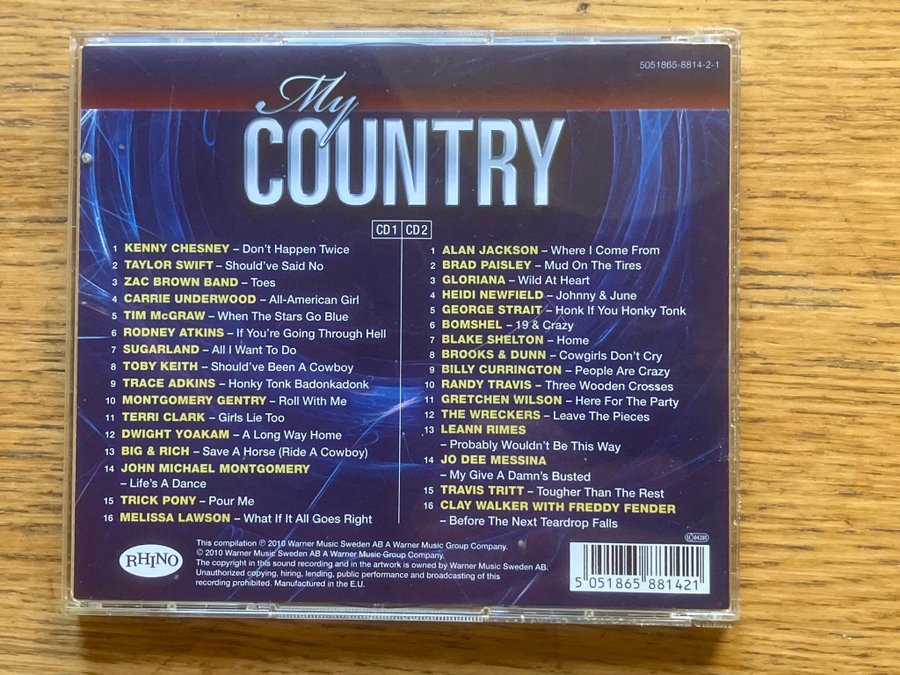 5051865-8814-2-1
My
COUNTRY
CD1 CD2
1 KENNY CHESNEY – Don't Happen Twice
2 TAYLOR SWIFT – Should've Said No
3 ZAC BROWN BAND – Toes
4 CARRIE UNDERWOOD – All-American Girl
5 TIM McGRAW – When The Stars Go Blue
6 RODNEY ATKINS – If You're Going Through Hell
7 SUGARLAND – All I Want To Do
8 TOBY KEITH – Should've Been A Cowboy
9 TRACE ADKINS – Honky Tonk Badonkadonk
10 MONTGOMERY GENTRY – Roll With Me
11 TERRI CLARK – Girls Lie Too
12 DWIGHT YOAKAM – A Long Way Home
13 BIG & RICH – Save A Horse (Ride A Cowboy)
14 JOHN MICHAEL MONTGOMERY
– Life's A Dance
15 TRICK PONY – Pour Me
16 MELISSA LAWSON – What If It All Goes Right
1 ALAN JACKSON – Where I Come From
2 BRAD PAISLEY – Mud On The Tires
3 GLORIANA – Wild At Heart
4 HEIDI NEWFIELD – Johnny & June
5 GEORGE STRAIT – Honk If You Honky Tonk
6 BOMSHEL – 19 & Crazy
7 BLAKE SHELTON – Home
8 BROOKS & DUNN – Cowgirls Don't Cry
9 BILLY CURRINGTON – People Are Crazy
10 RANDY TRAVIS – Three Wooden Crosses
11 GRETCHEN WILSON – Here For The Party
12 THE WRECKERS – Leave The Pieces
13 LEANN RIMES
– Probably Wouldn't Be This Way
14 JO DEE MESSINA
– My Give A Damn's Busted
15 TRAVIS TRITT – Tougher Than The Rest
16 CLAY WALKER WITH FREDDY FENDER
– Before The Next Teardrop Falls
RHINO
This compilation ℗ 2010 Warner Music Sweden AB A Warner Music Group Company.
© 2010 Warner Music Sweden AB A Warner Music Group Company.
The copyright in this sound recording and in the artwork is owned by Warner Music Sweden AB.
Unauthorized copying, hiring, lending, public performance and broadcasting of this
recording prohibited. Manufactured in the E.U.
5 051865 881421